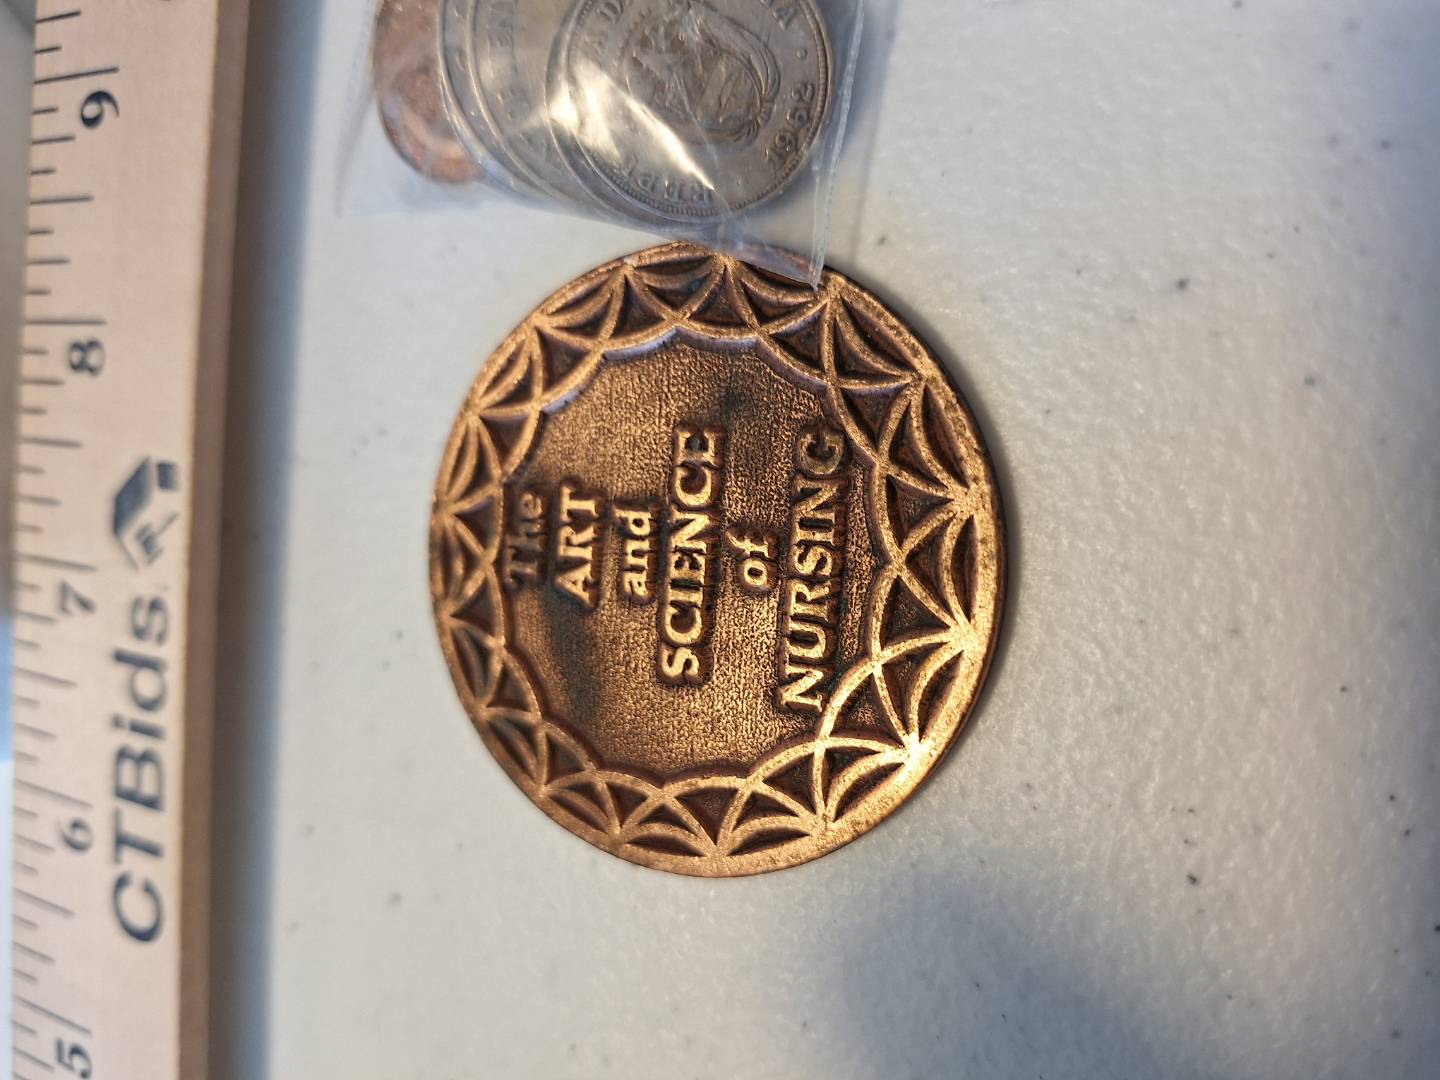 The
ART
and
SCIENCE
of
NURSING
CTBids
5 6 7 8 9
1962